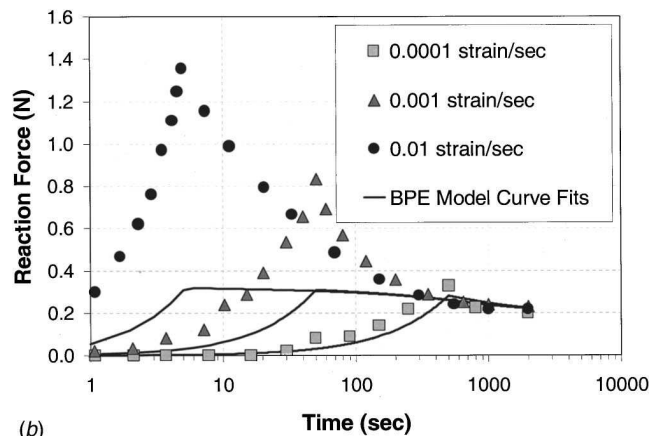 1.6
1.4
1.2
1.0
0.8
0.6
0.4
0.2
0.0
Reaction Force (N)
0.0001 strain/sec
0.001 strain/sec
0.01 strain/sec
BPE Model Curve Fits
1
10
100
1000
10000
Time (sec)
(b)